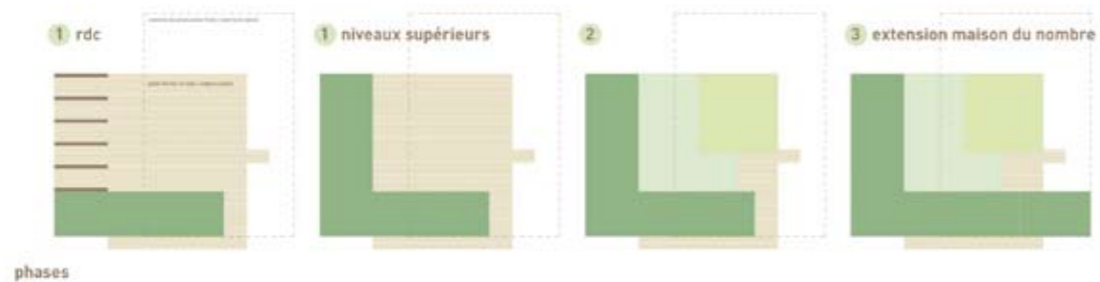 1 rdc
1 niveaux supérieurs
2
3 extension maison du nombre
phases